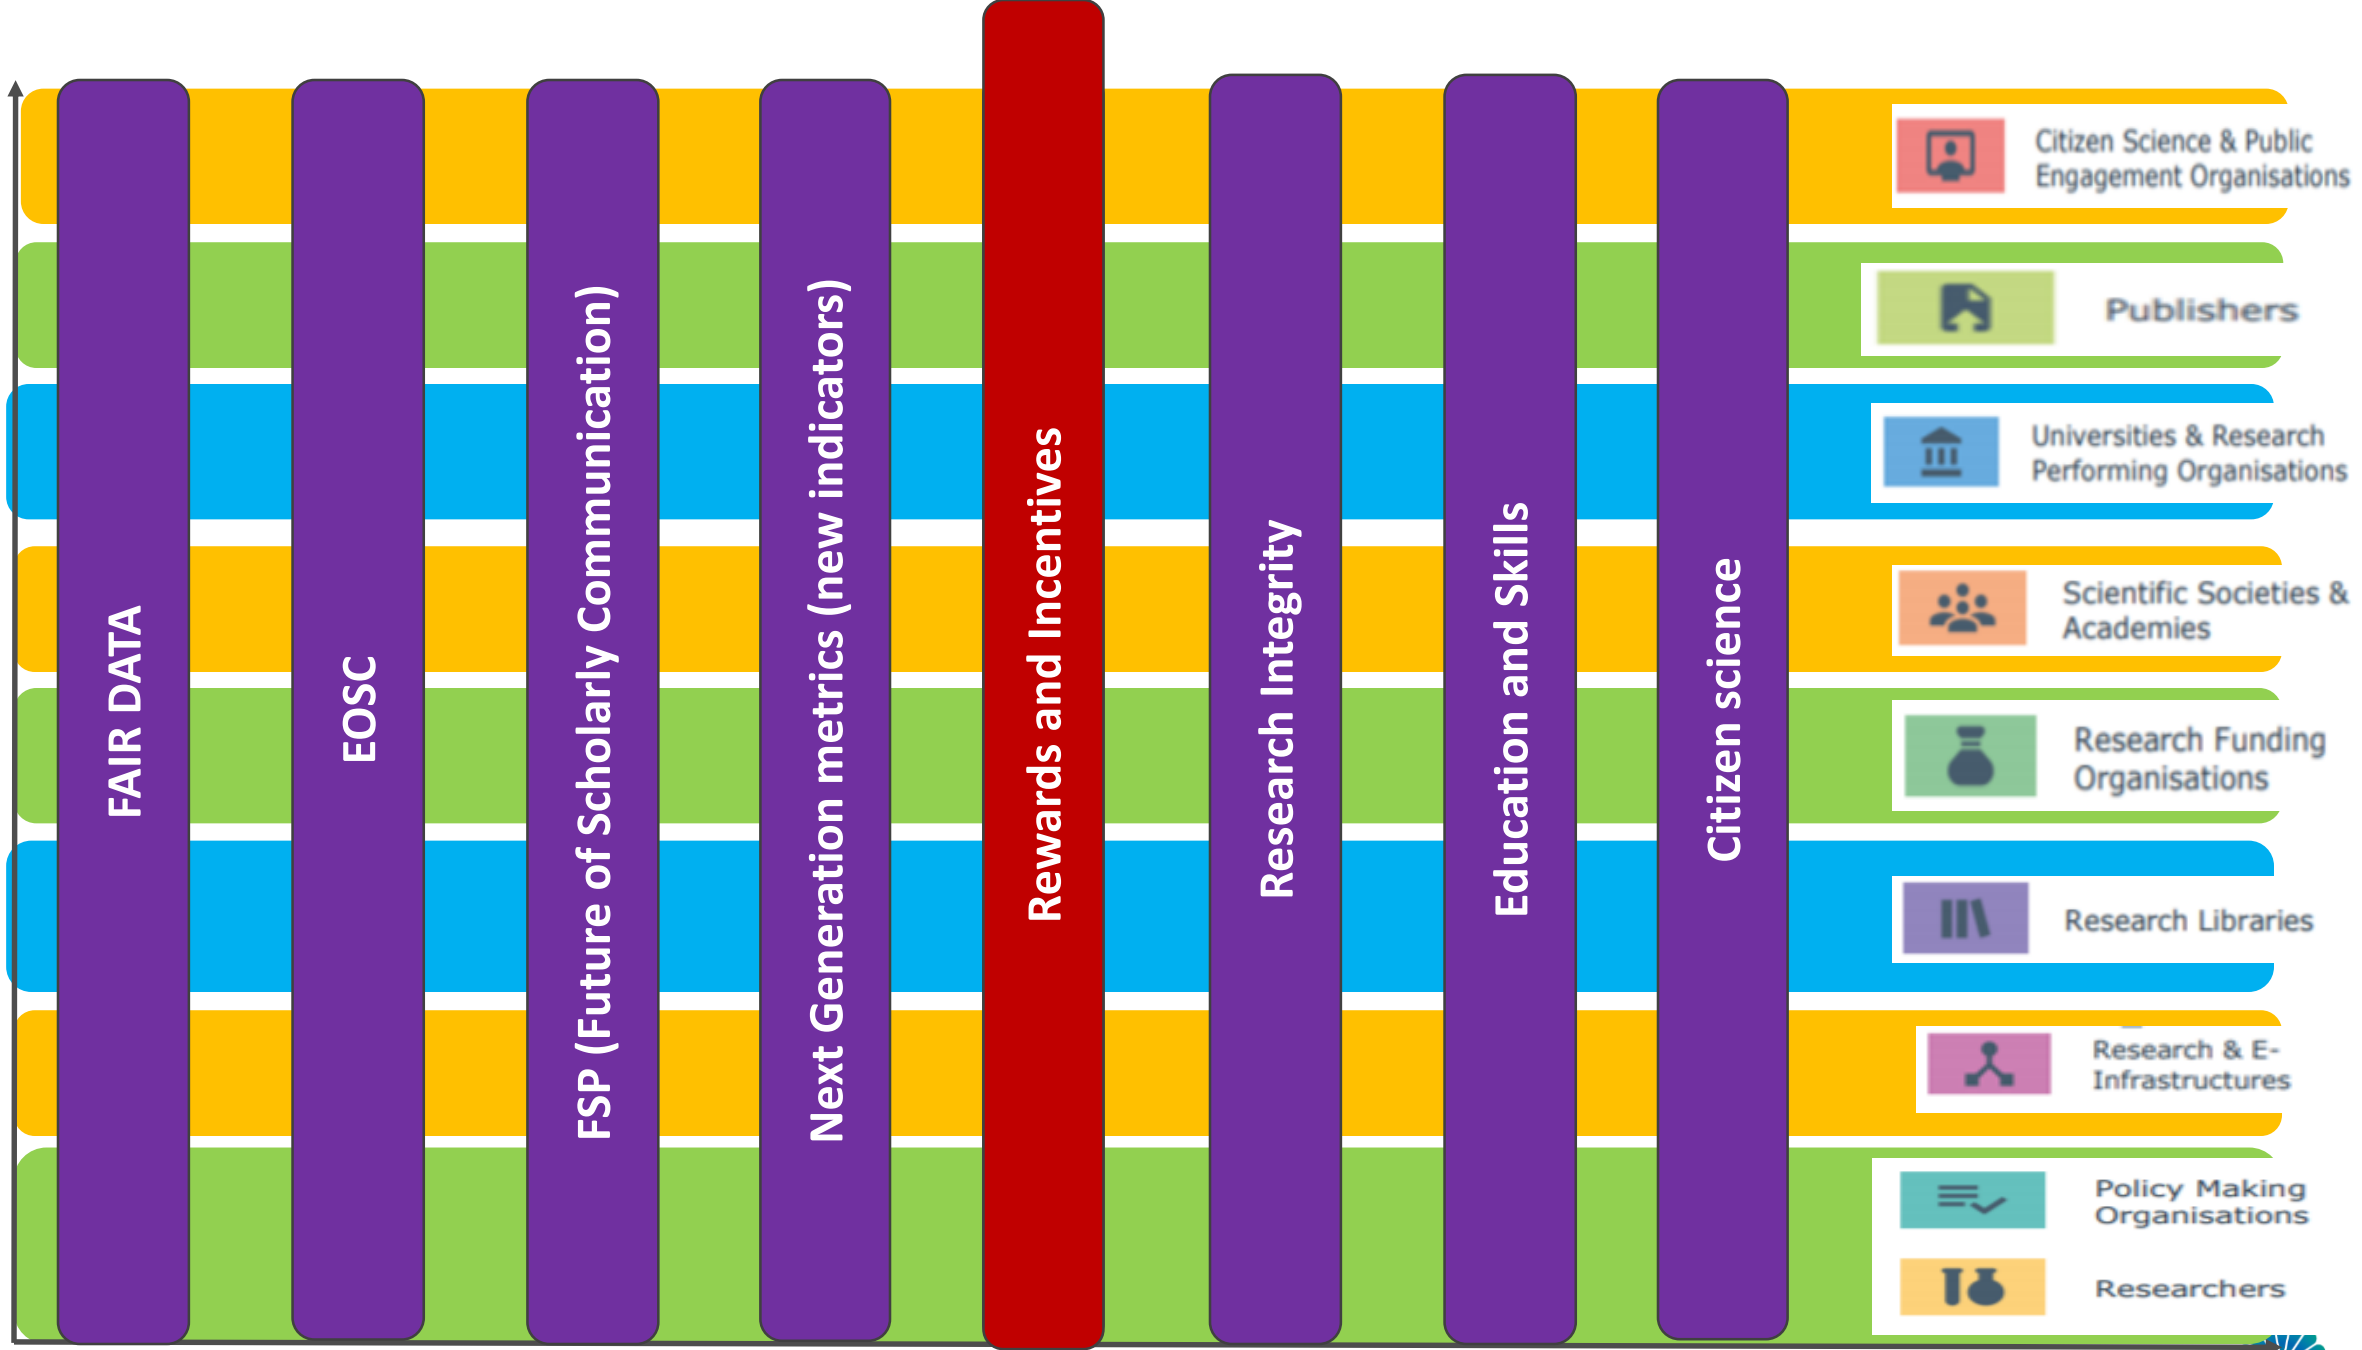 FAIR DATA
EOSC
FSP (Future of Scholarly Communication)
Next Generation metrics (new indicators)
Rewards and Incentives
Research Integrity
Education and Skills
Citizen science
Citizen Science & Public
Engagement Organisations
Publishers
Universities & Research
Performing Organisations
Scientific Societies &
Academies
Research Funding
Organisations
Research Libraries
Research & E-
Infrastructures
Policy Making
Organisations
Researchers